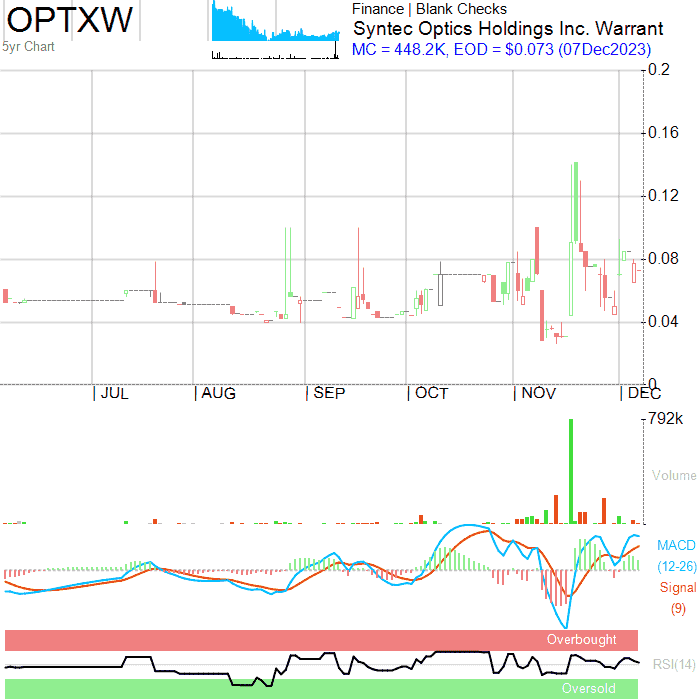 OPTXW
5yr Chart
Finance | Blank Checks
Syntec Optics Holdings Inc. Warrant
MC = 448.2K, EOD = $0.073 (07Dec2023)
0.2
0.16
0.12
0.08
0.04
0
| JUL | AUG | SEP | OCT | NOV | DEC
792k
Volume
MACD
(12-26)
Signal
(9)
Overbought
RSI(14)
Oversold